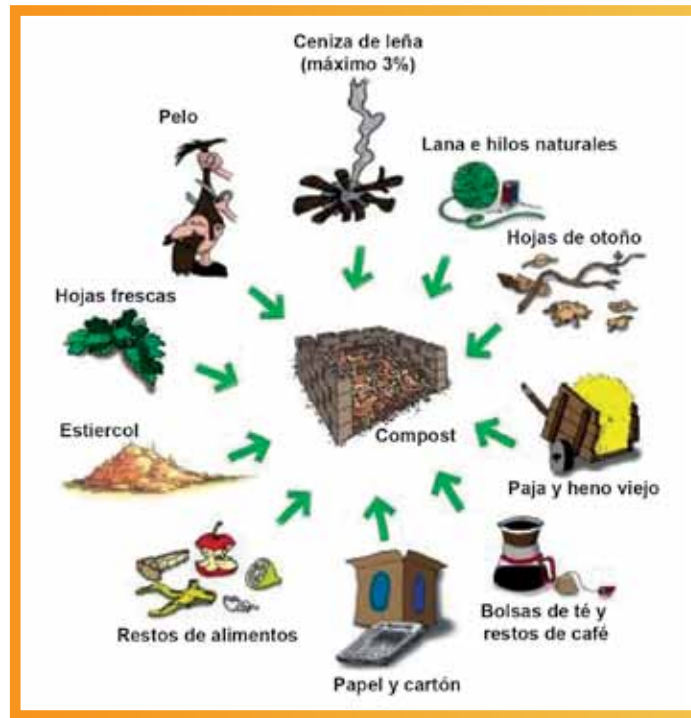 Ceniza de leña
(máximo 3%)
Pelo
Lana e hilos naturales
Hojas de otoño
Hojas frescas
Compost
Estiercol
Paja y heno viejo
Bolsas de té y
restos de café
Restos de alimentos
Papel y cartón